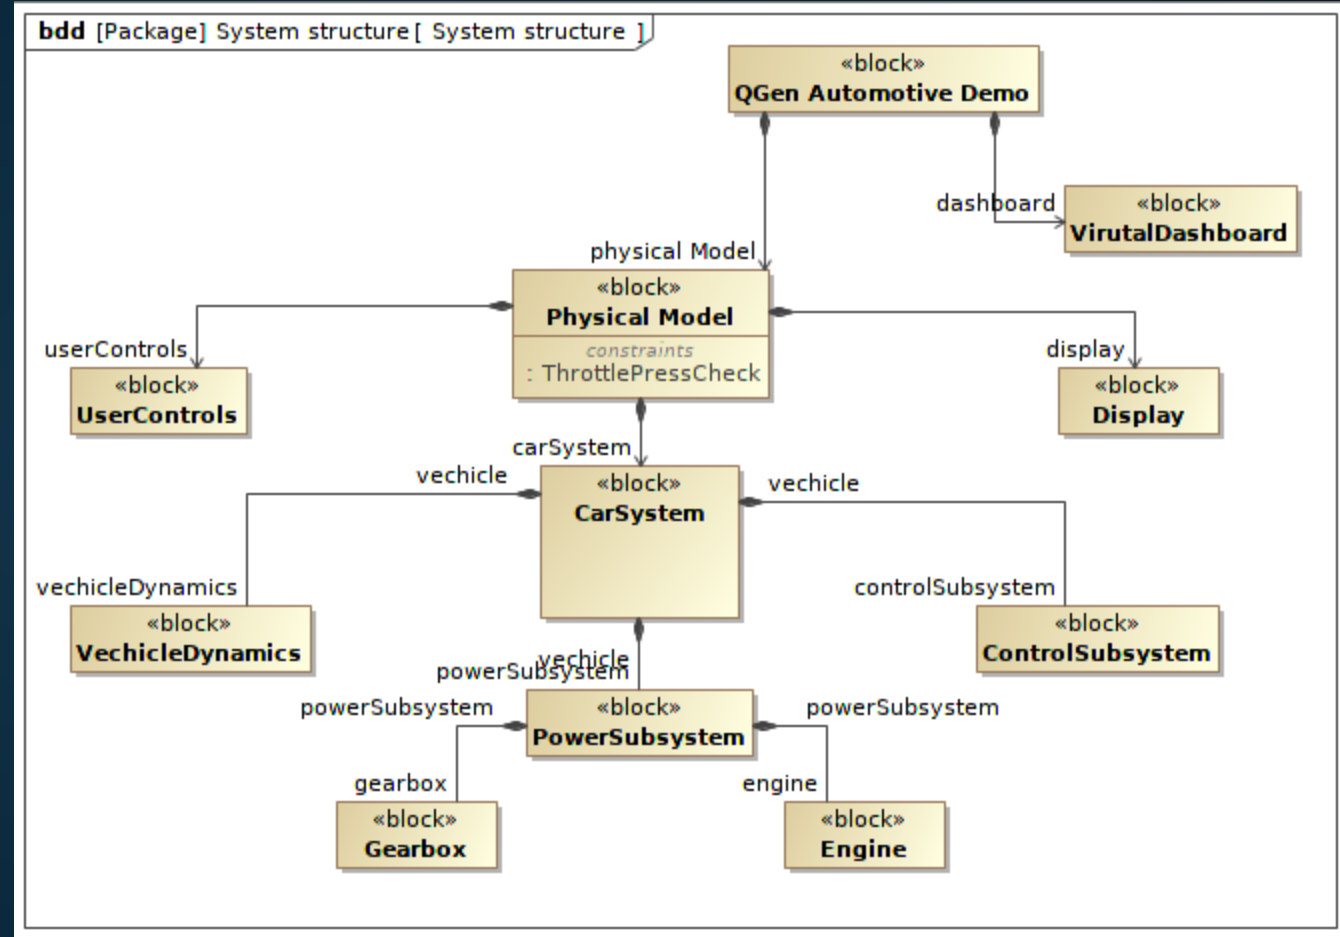 bdd [Package] System structure [ System structure ]
«block»
QGen Automotive Demo
dashboard
«block»
VirutalDashboard
physical Model
«block»
Physical Model
constraints
: ThrottlePressCheck
userControls
«block»
UserControls
display
«block»
Display
carSystem
«block»
CarSystem
vechicle
vechicle
vechicleDynamics
«block»
VechicleDynamics
controlSubsystem
«block»
ControlSubsystem
vechicle
powerSubsystem
«block»
PowerSubsystem
powerSubsystem
powerSubsystem
gearbox
«block»
Gearbox
engine
«block»
Engine